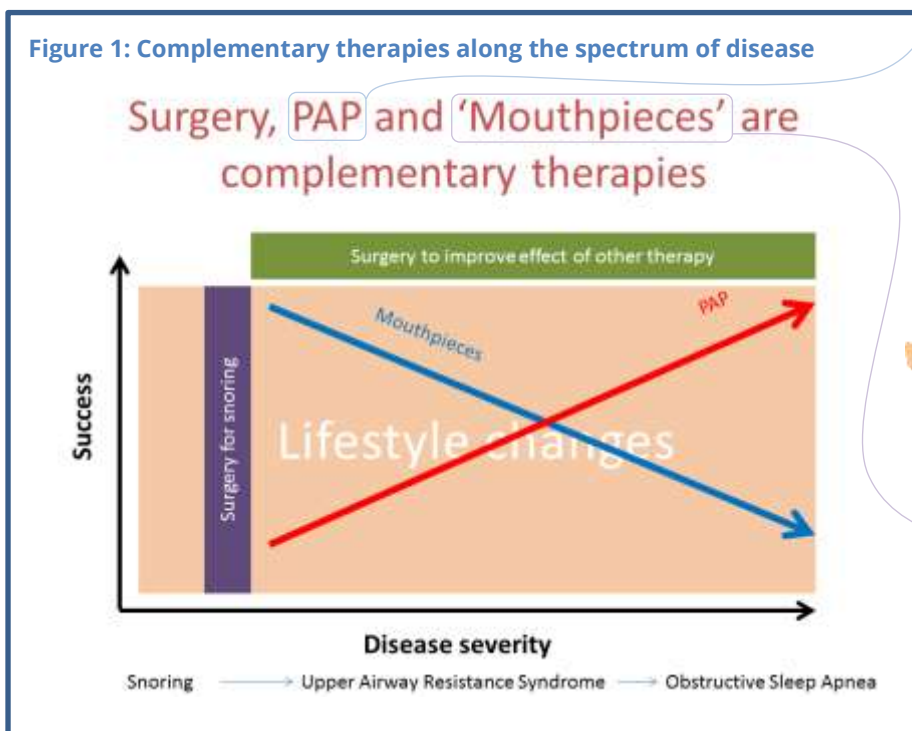 Figure 1: Complementary therapies along the spectrum of disease
Surgery, PAP and ‘Mouthpieces’ are
complementary therapies
Surgery to improve effect of other therapy
PAP
Mouthpieces
Success
Surgery for snoring
Lifestyle changes
Disease severity
Snoring
Upper Airway Resistance Syndrome
Obstructive Sleep Apnea